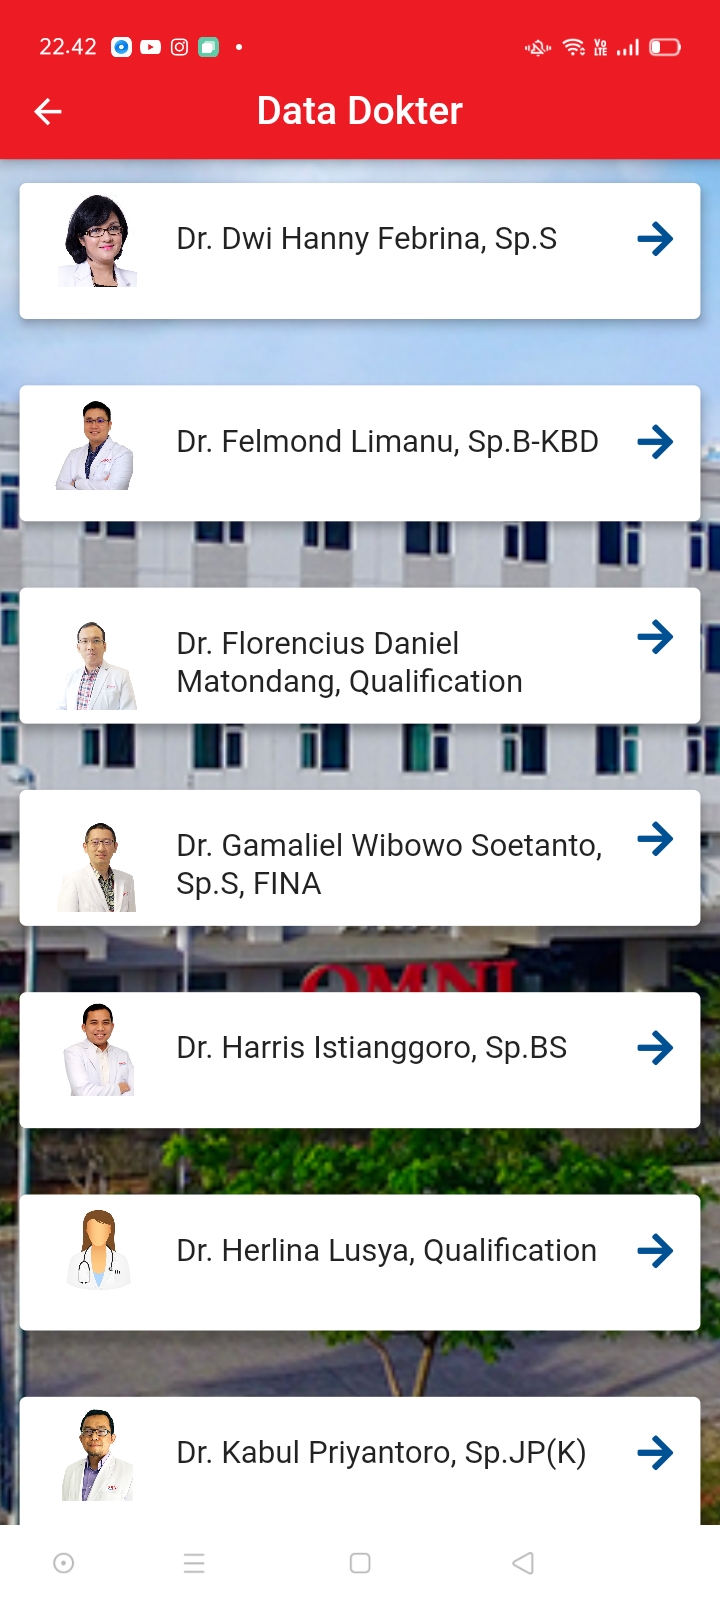 22.42
Vo
LTE
Data Dokter
Dr. Dwi Hanny Febrina, Sp.S
Dr. Felmond Limanu, Sp.B-KBD
Dr. Florencius Daniel
Matondang, Qualification
Dr. Gamaliel Wibowo Soetanto,
Sp.S, FINA
OMNI
Dr. Harris Istianggoro, Sp.BS
Dr. Herlina Lusya, Qualification
Dr. Kabul Priyantoro, Sp.JP(K)